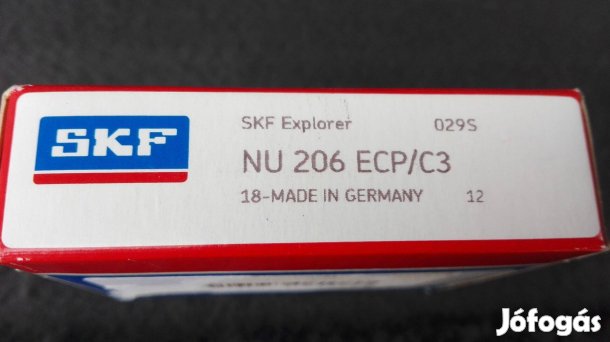 SKF
SKF Explorer 029S
NU 206 ECP/C3
18-MADE IN GERMANY 12
Jófogás